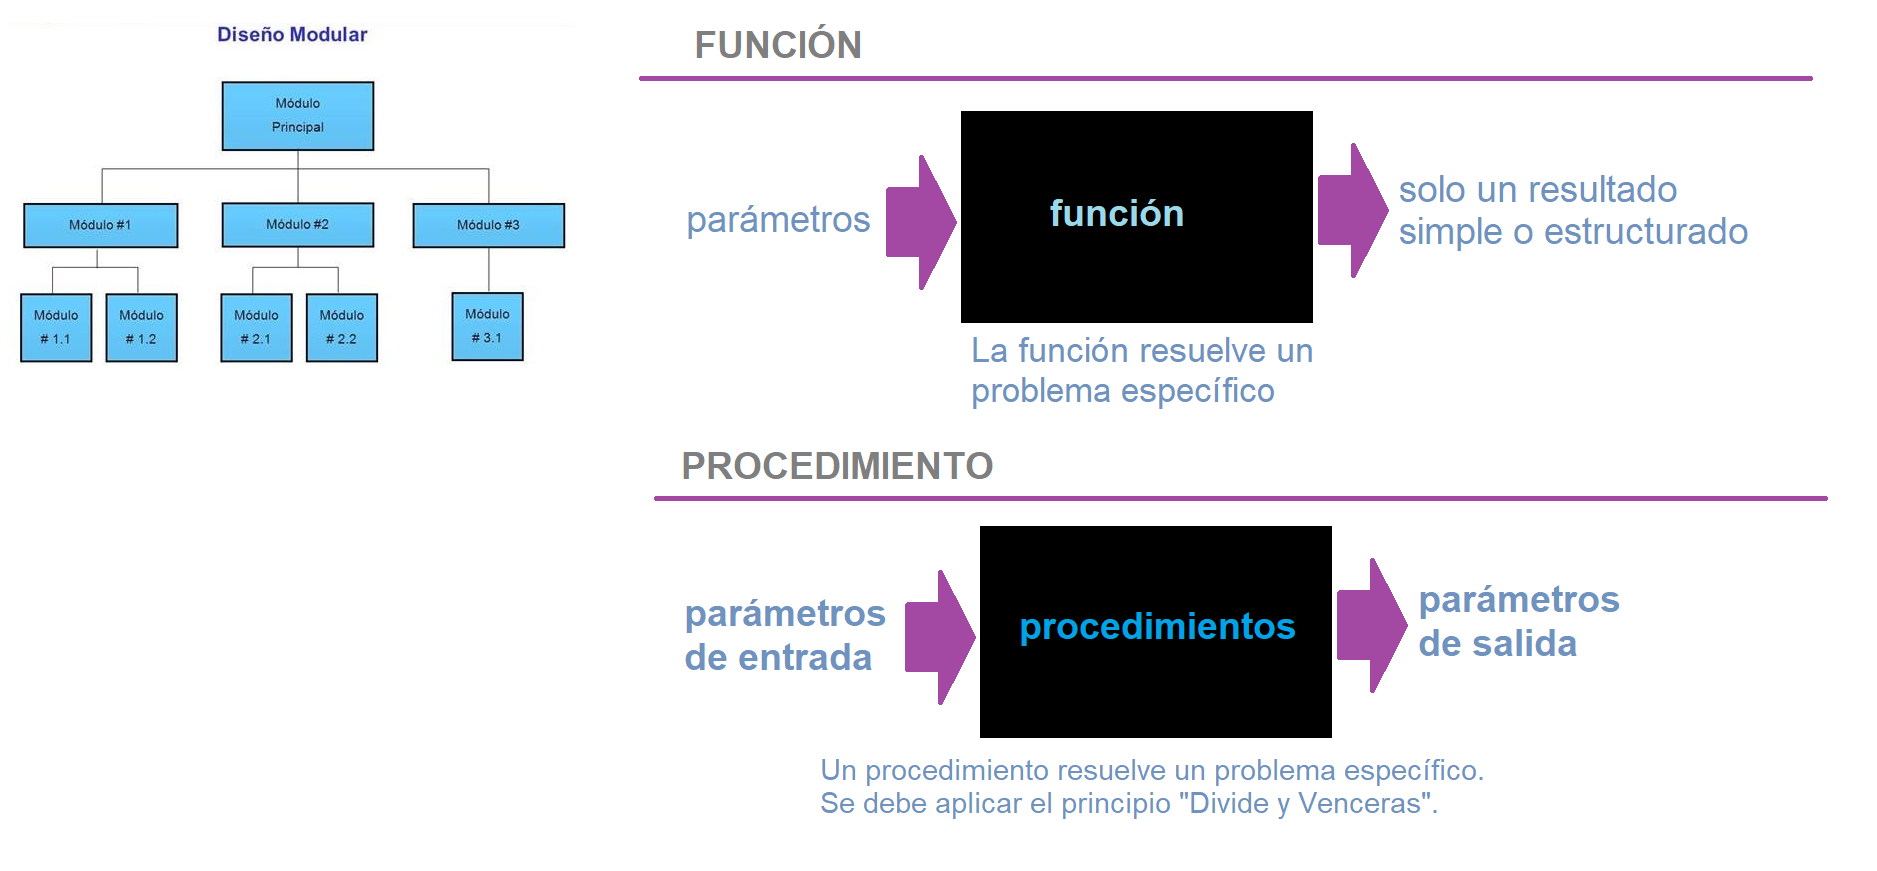 Diseño Modular
Módulo
Principal
Módulo #1
Módulo #2
Módulo #3
Módulo
# 1.1
Módulo
# 1.2
Módulo
# 2.1
Módulo
# 2.2
Módulo
# 3.1
FUNCIÓN
parámetros
función
solo un resultado
simple o estructurado
La función resuelve un
problema específico
PROCEDIMIENTO
parámetros
de entrada
procedimientos
parámetros
de salida
Un procedimiento resuelve un problema específico.
Se debe aplicar el principio "Divide y Venceras".